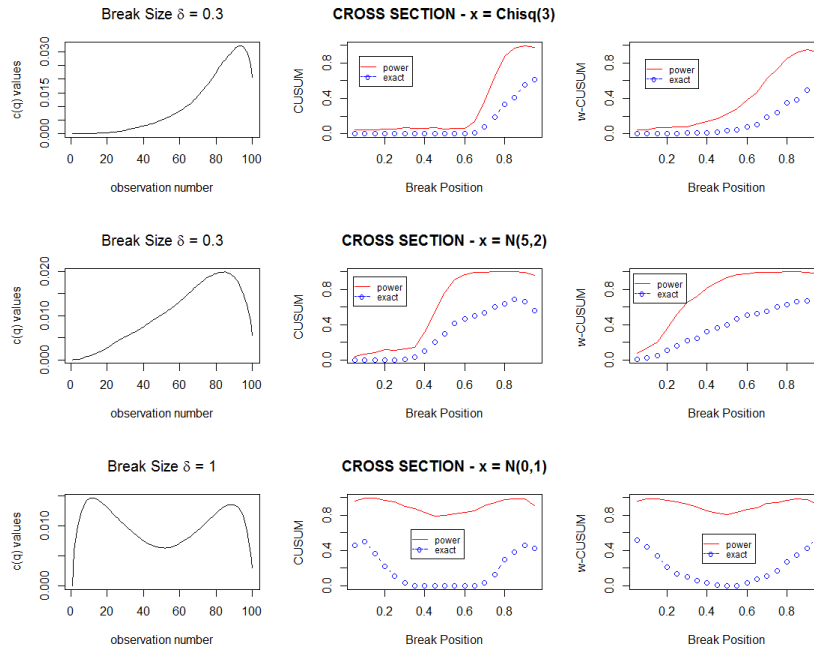 Break Size δ = 0.3
CROSS SECTION - x = Chisq(3)
c(q) values
0.000 0.015 0.030
0 20 40 60 80 100
observation number
CUSUM
0.0 0.4 0.8
power
exact
0.2 0.4 0.6 0.8
Break Position
w-CUSUM
0.0 0.4 0.8
power
exact
0.2 0.4 0.6 0.8
Break Position
Break Size δ = 0.3
CROSS SECTION - x = N(5,2)
c(q) values
0.000 0.010 0.020
0 20 40 60 80 100
observation number
CUSUM
0.0 0.4 0.8
power
exact
0.2 0.4 0.6 0.8
Break Position
w-CUSUM
0.0 0.4 0.8
power
exact
0.2 0.4 0.6 0.8
Break Position
Break Size δ = 1
CROSS SECTION - x = N(0,1)
c(q) values
0.000 0.010
0 20 40 60 80 100
observation number
CUSUM
0.0 0.4 0.8
power
exact
0.2 0.4 0.6 0.8
Break Position
w-CUSUM
0.0 0.4 0.8
power
exact
0.2 0.4 0.6 0.8
Break Position